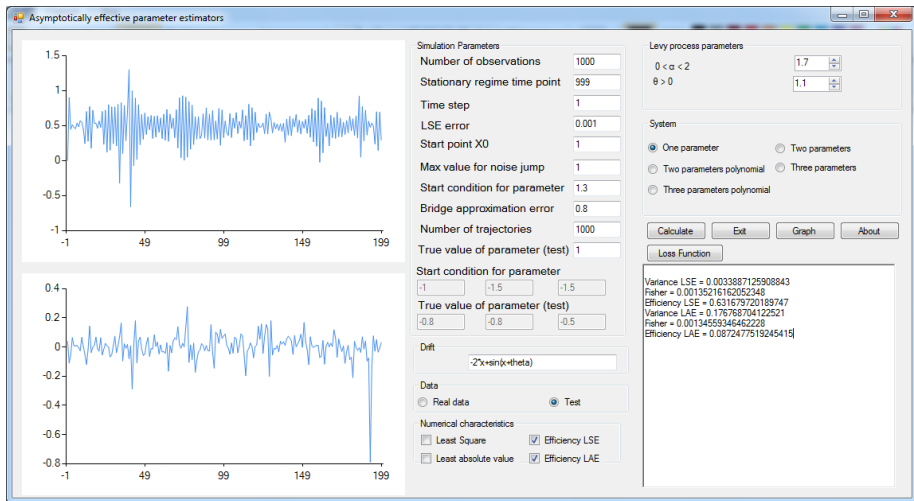 Asymptotically effective parameter estimators
1.5
1
0.5
0
-0.5
-1
-1 49 99 149 199
0.4
0.2
0
-0.2
-0.4
-0.6
-0.8
-1 49 99 149 199
Simulation Parameters
Number of observations 1000
Stationary regime time point 999
Time step 1
LSE error 0.001
Start point X0 1
Max value for noise jump 1
Start condition for parameter 1.3
Bridge approximation error 0.8
Number of trajectories 1000
True value of parameter (test) 1
Start condition for parameter
-1 -1.5 -1.5
True value of parameter (test)
-0.8 -0.8 -0.5
Drift
-2*x+sin(x+theta)
Data
Real data Test
Numerical characteristics
Least Square Efficiency LSE
Least absolute value Efficiency LAE
Levy process parameters
0 < α < 2 1.7
θ > 0 1.1
System
One parameter Two parameters
Two parameters polynomial Three parameters
Three parameters polynomial
Calculate Exit Graph About
Loss Function
Variance LSE = 0.0033887125908843
Fisher = 0.00135216162052348
Efficiency LSE = 0.631679720189747
Variance LAE = 0.176768704122521
Fisher = 0.00134559346462228
Efficiency LAE = 0.0872477519245415